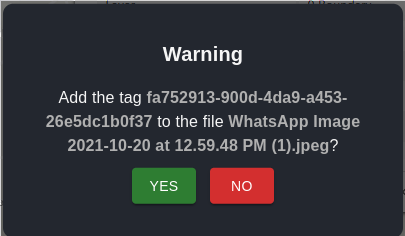 Warning
Add the tag fa752913-900d-4da9-a453-
26e5dc1b0f37 to the file WhatsApp Image
2021-10-20 at 12.59.48 PM (1).jpeg?
YES NO